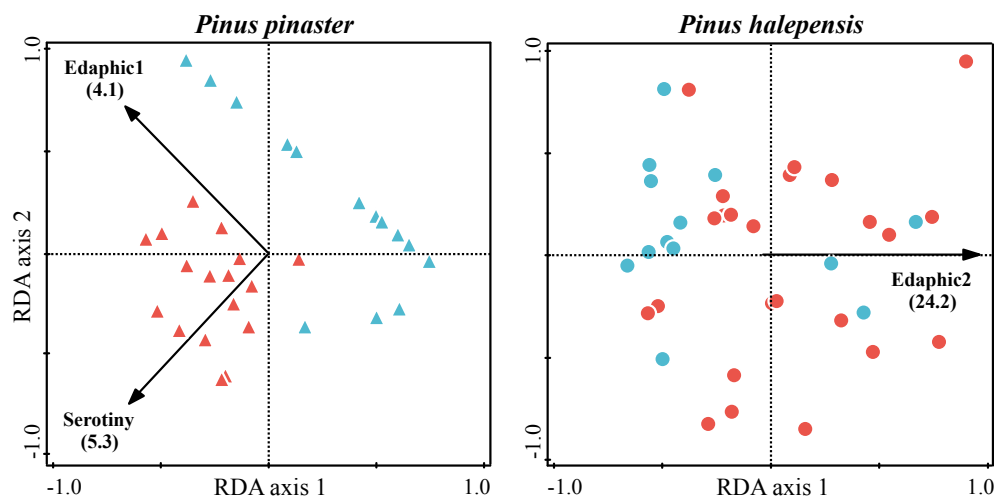 Pinus pinaster
1.0
Edaphic1
(4.1)
RDA axis 2
Serotiny
(5.3)
-1.0
-1.0
RDA axis 1
1.0
Pinus halepensis
1.0
Edaphic2
(24.2)
-1.0
-1.0
RDA axis 1
1.0